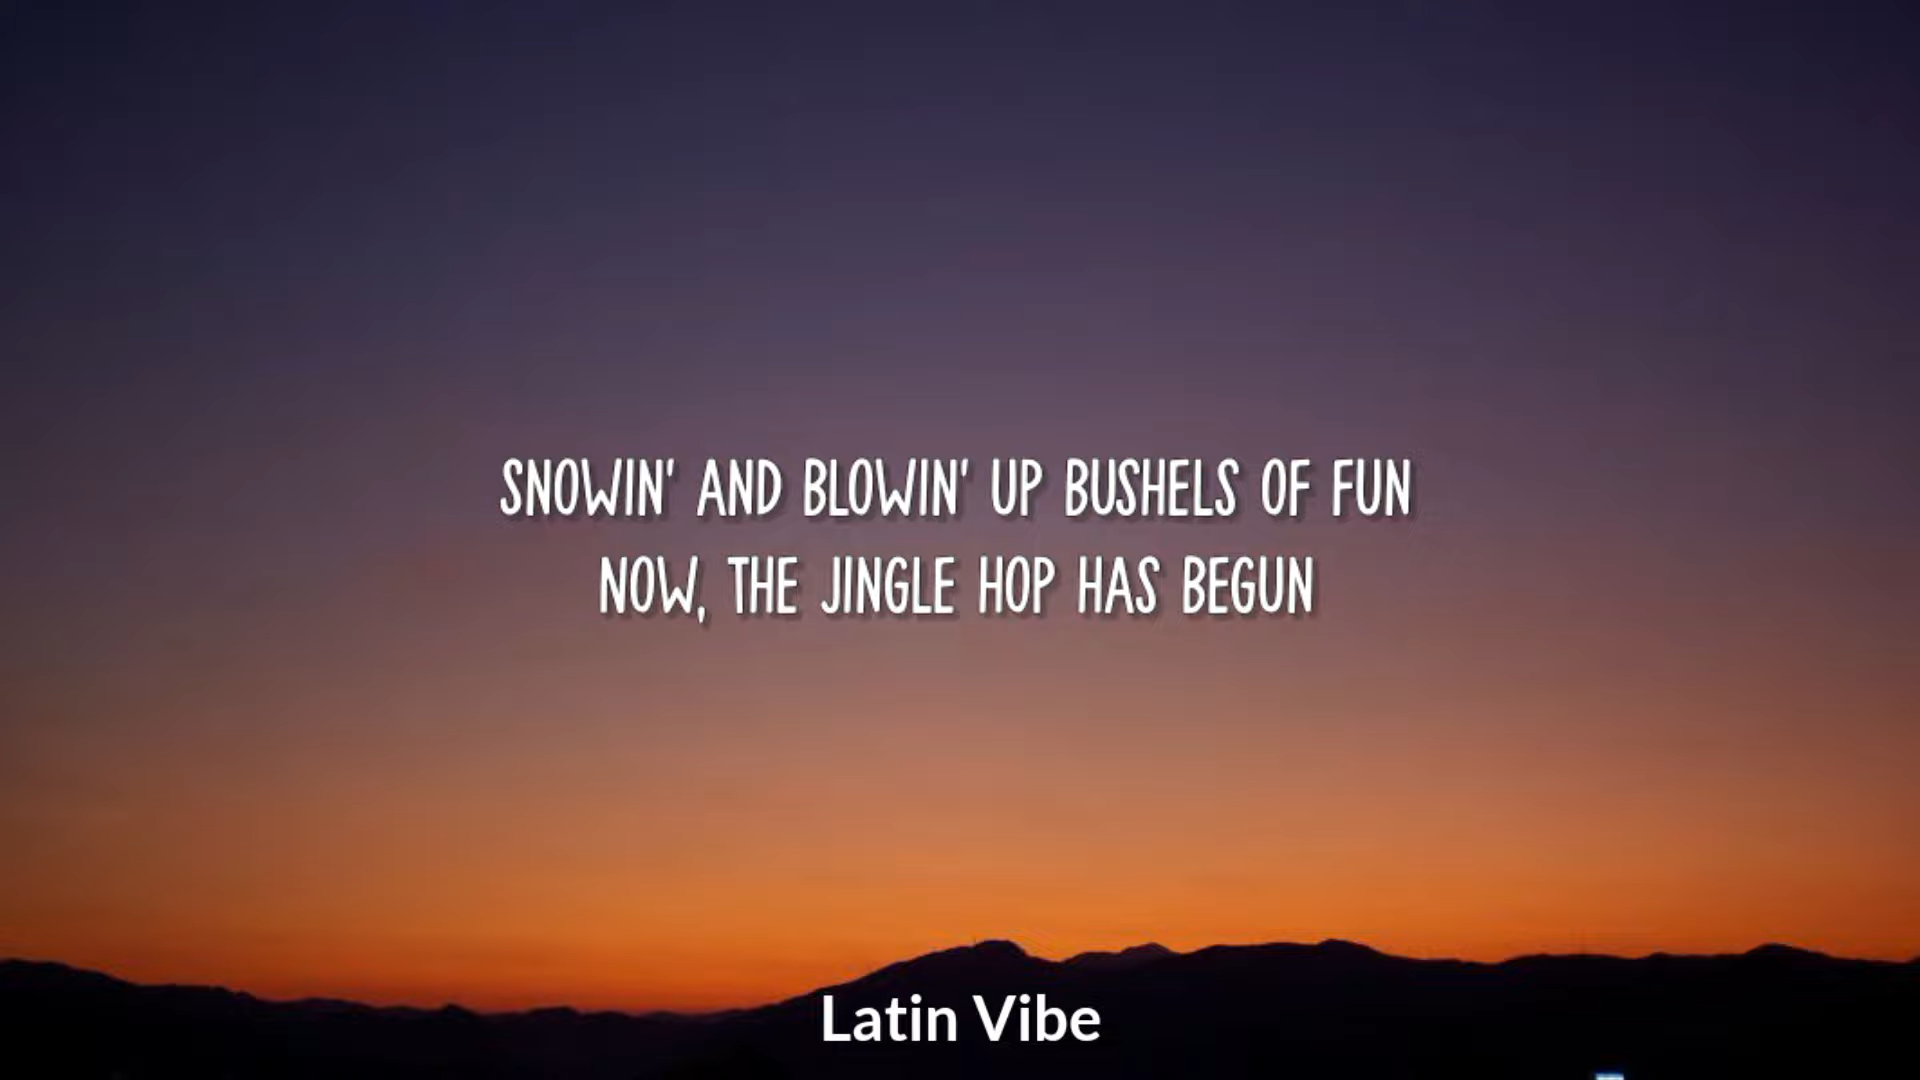 SNOWIN' AND BLOWIN' UP BUSHELS OF FUN
NOW, THE JINGLE HOP HAS BEGUN
Latin Vibe